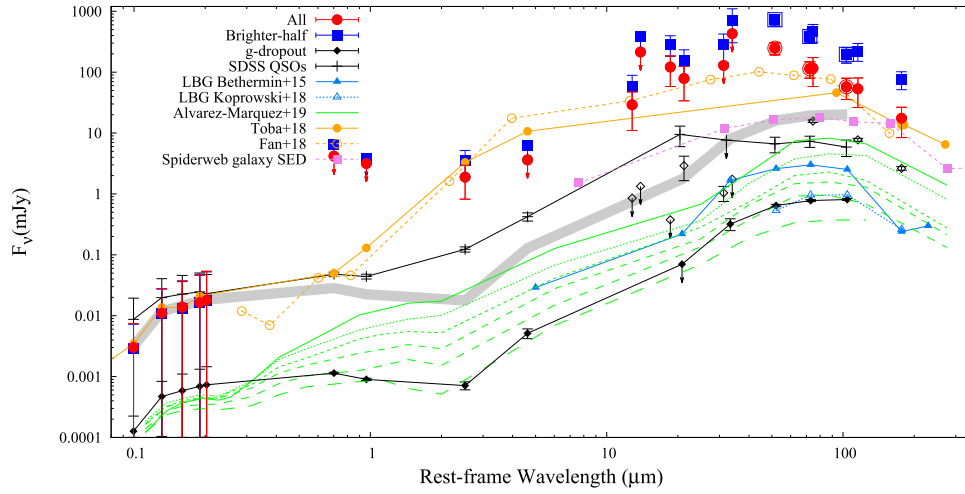 1000
100
10
1
0.1
0.01
0.001
0.0001
F_ν(mJy)
All
Brighter-half
g-dropout
SDSS QSOs
LBG Bethermin+15
LBG Koprowski+18
Alvarez-Marquez+19
Toba+18
Fan+18
Spiderweb galaxy SED
0.1
1
10
100
Rest-frame Wavelength (μm)